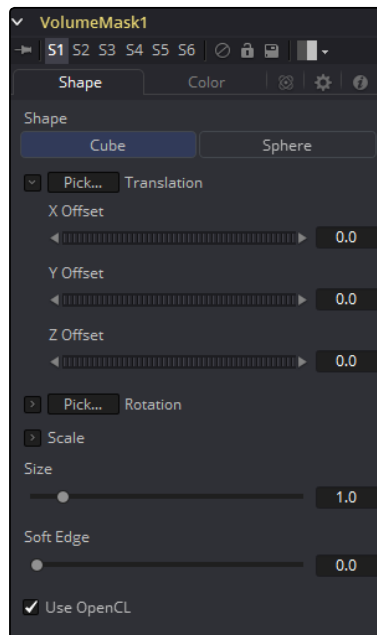 VolumeMask1
S1 S2 S3 S4 S5 S6
Shape Color
Shape
Cube Sphere
Pick... Translation
X Offset
0.0
Y Offset
0.0
Z Offset
0.0
Pick... Rotation
Scale
Size
1.0
Soft Edge
0.0
Use OpenCL